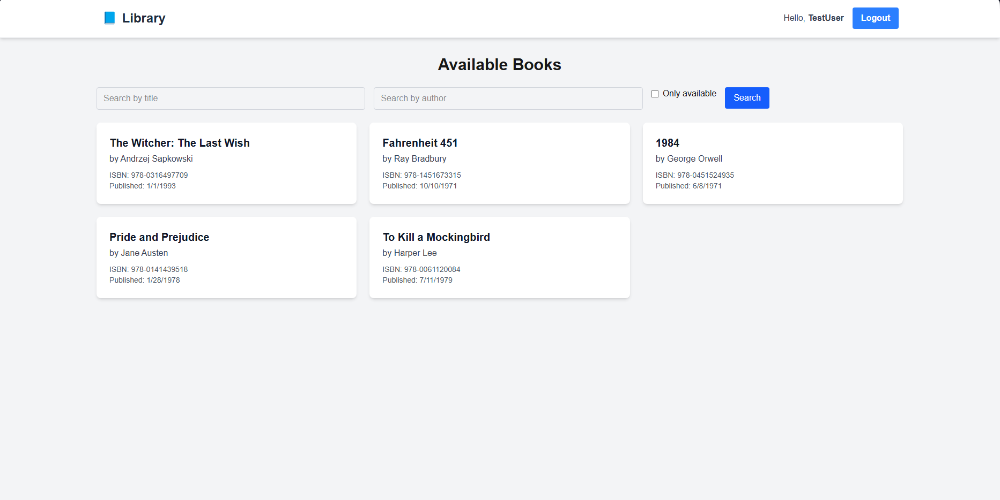 Library
Hello, TestUser
Logout
Available Books
Search by title
Search by author
Only available
Search
The Witcher: The Last Wish
by Andrzej Sapkowski
ISBN: 978-0316497709
Published: 1/1/1993
Fahrenheit 451
by Ray Bradbury
ISBN: 978-1451673315
Published: 10/10/1971
1984
by George Orwell
ISBN: 978-0451524935
Published: 6/8/1971
Pride and Prejudice
by Jane Austen
ISBN: 978-0141439518
Published: 1/28/1978
To Kill a Mockingbird
by Harper Lee
ISBN: 978-0061120084
Published: 7/11/1979